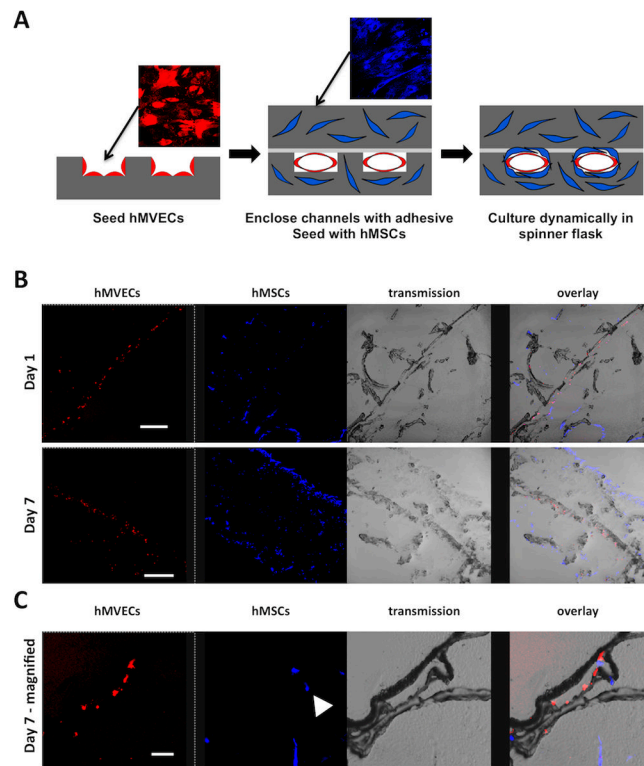 A
Seed hMVECs
Enclose channels with adhesive
Seed with hMSCs
Culture dynamically in
spinner flask
B
hMVECs hMSCs transmission overlay
Day 1
Day 7
C
hMVECs hMSCs transmission overlay
Day 7 - magnified